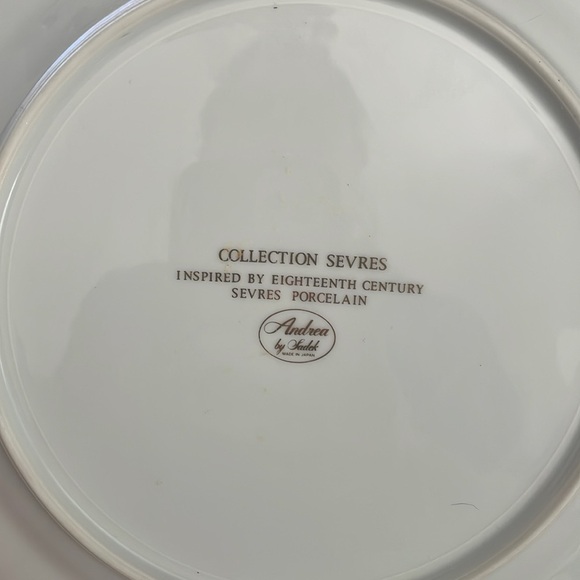 COLLECTION SEVRES
INSPIRED BY EIGHTEENTH CENTURY
SEVRES PORCELAIN
Andrea
by Sadek
MADE IN JAPAN